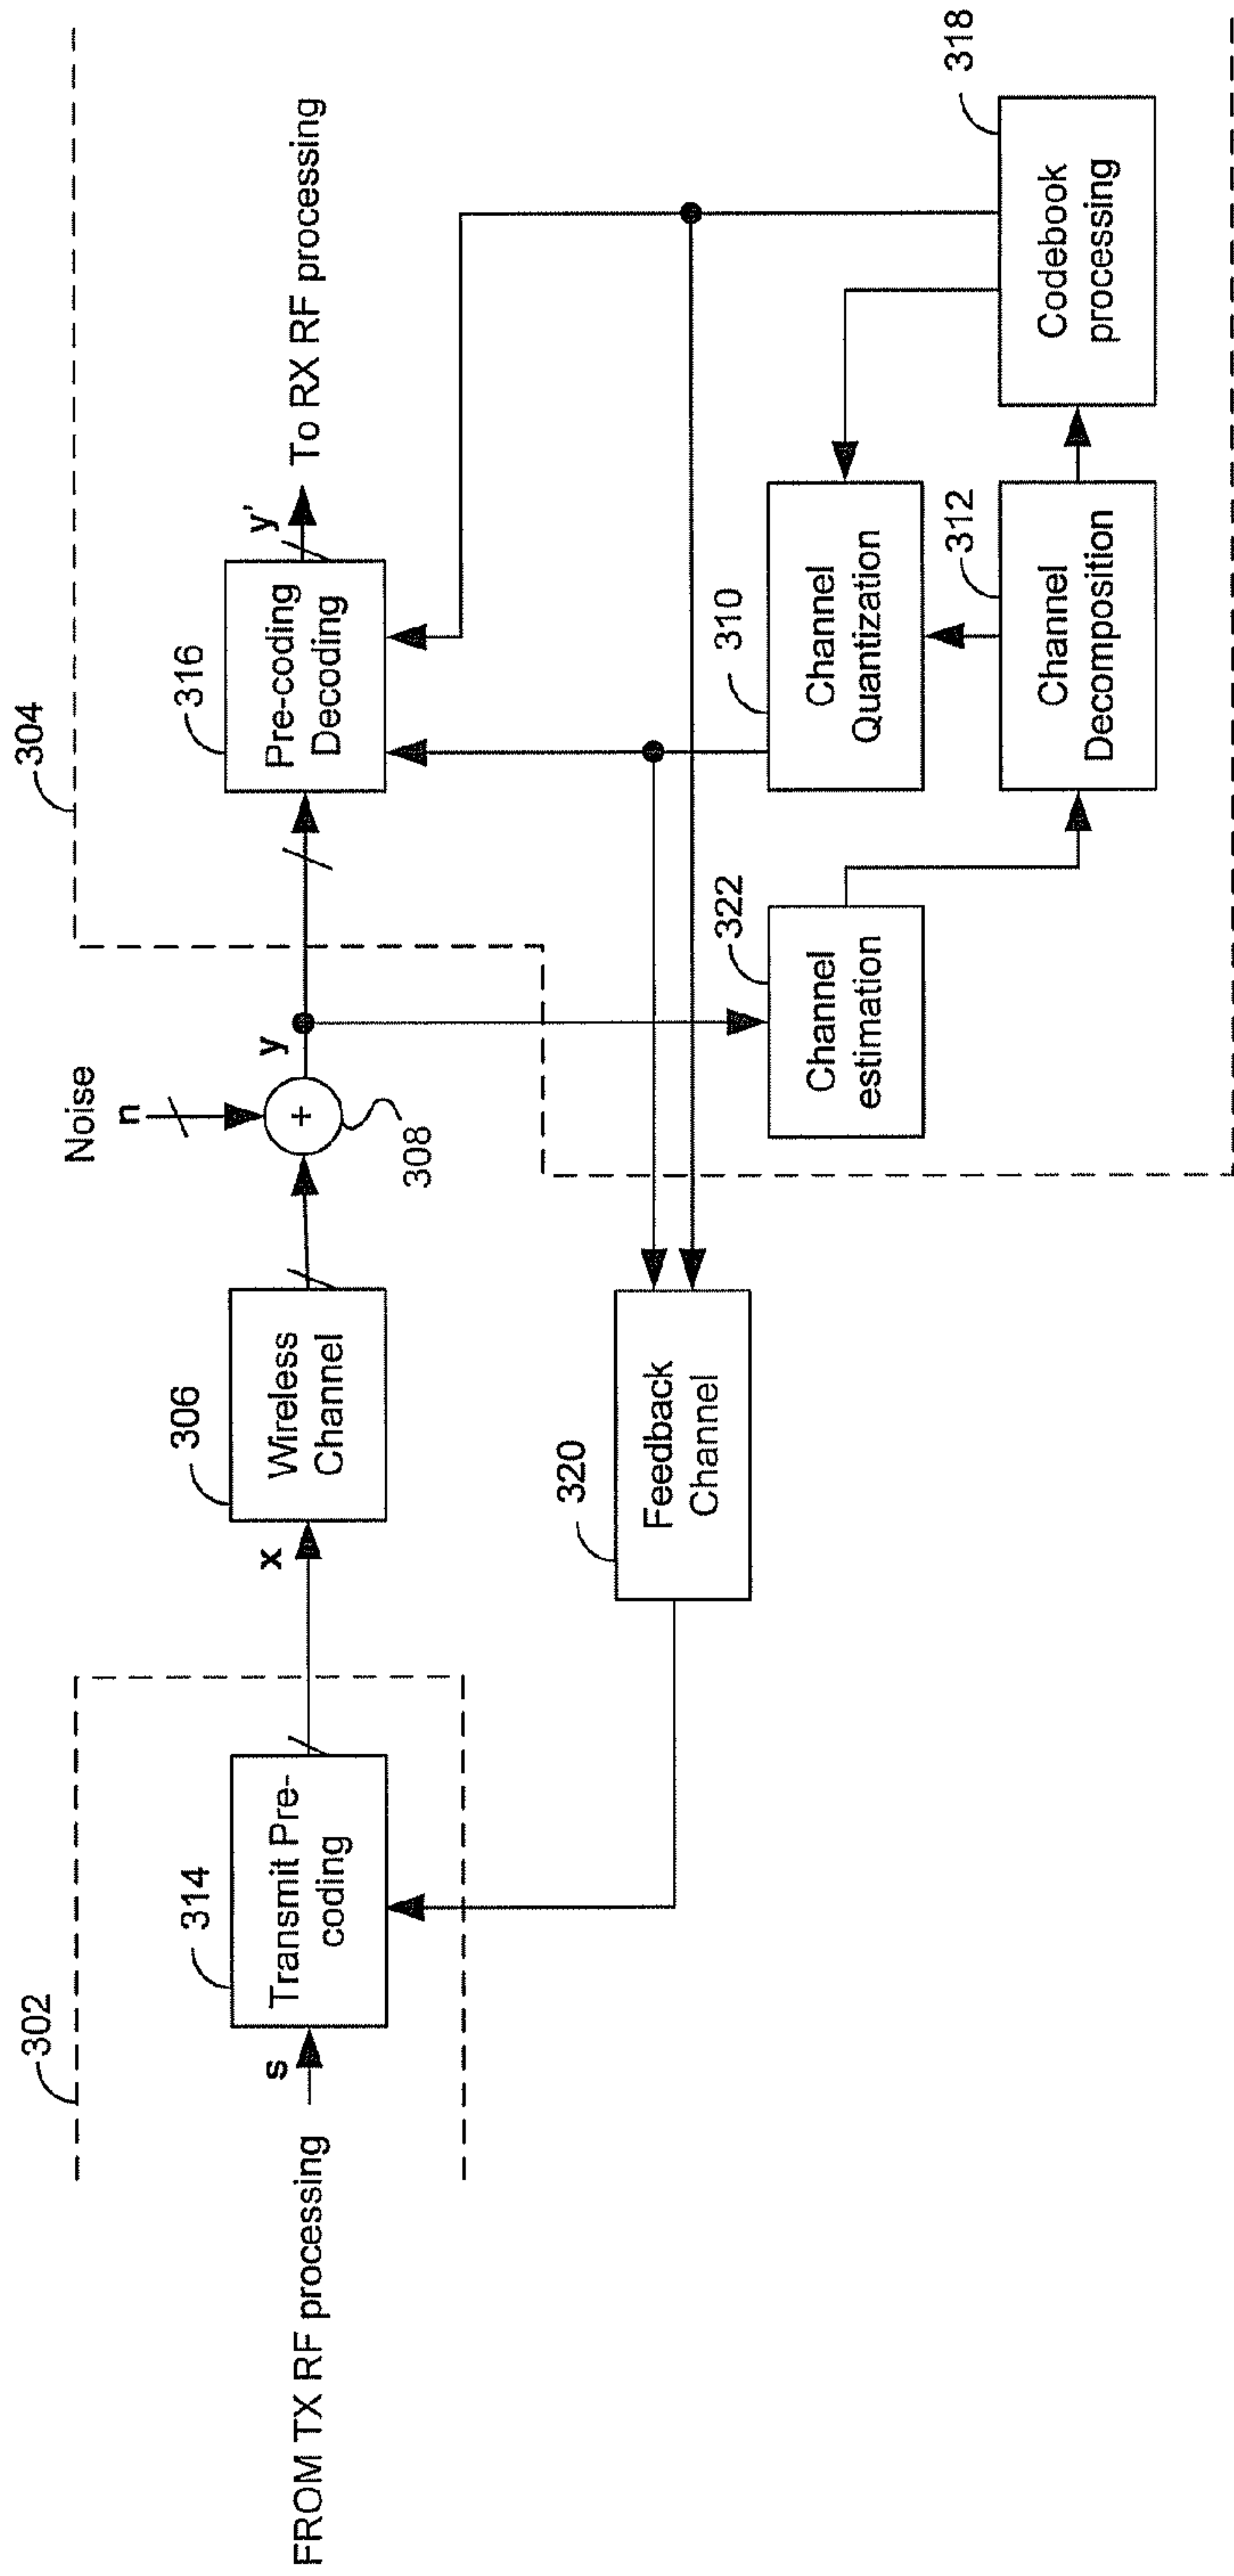 302
304
FROM TX RF processing
s
314
Transmit Pre-
coding
x
306
Wireless
Channel
Noise
n
+
308
y
316
Pre-coding
Decoding
y'
To RX RF processing
320
Feedback
Channel
322
Channel
estimation
310
Channel
Quantization
312
Channel
Decomposition
318
Codebook
processing